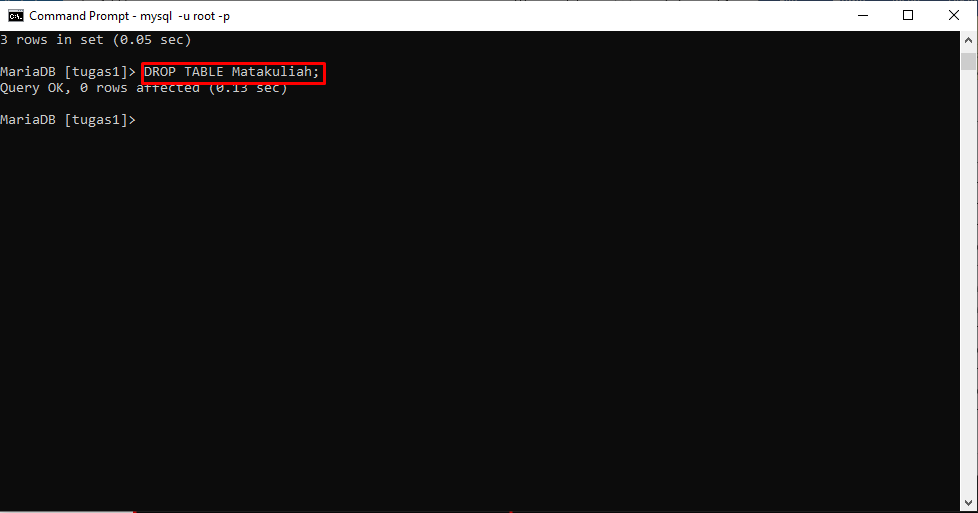 Command Prompt - mysql  -u root -p
3 rows in set (0.05 sec)
MariaDB [tugas1]> DROP TABLE Matakuliah;
Query OK, 0 rows affected (0.13 sec)
MariaDB [tugas1]>